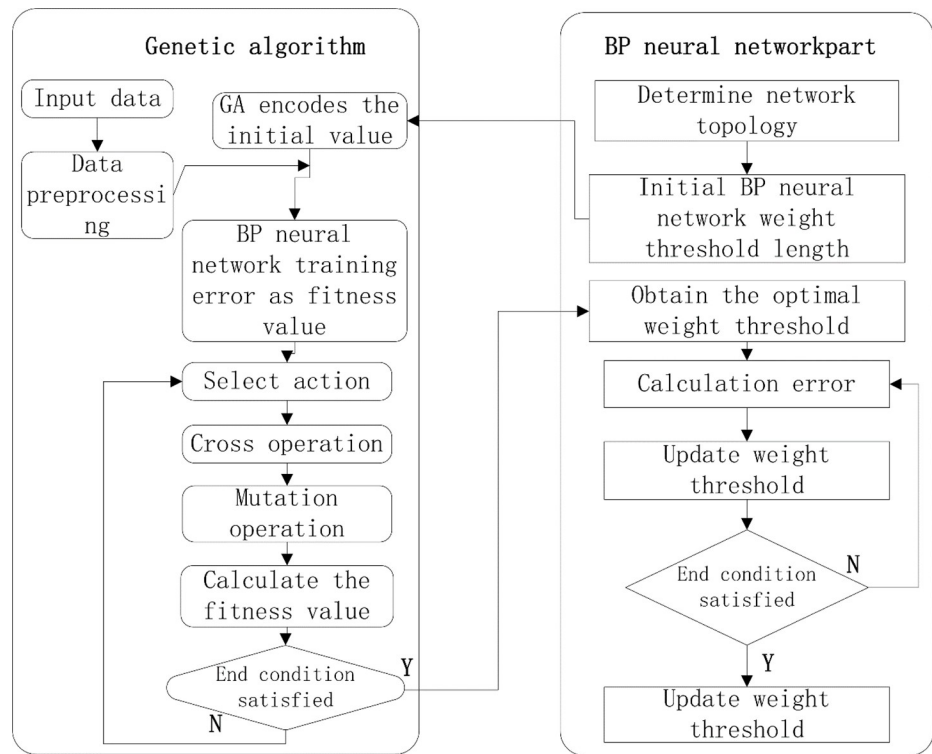 Genetic algorithm
Input data
Data
preprocessi
ng
GA encodes the
initial value
BP neural
network training
error as fitness
value
Select action
Cross operation
Mutation
operation
Calculate the
fitness value
End condition
satisfied
Y
N
BP neural networkpart
Determine network
topology
Initial BP neural
network weight
threshold length
Obtain the optimal
weight threshold
Calculation error
Update weight
threshold
End condition
satisfied
N
Y
Update weight
threshold